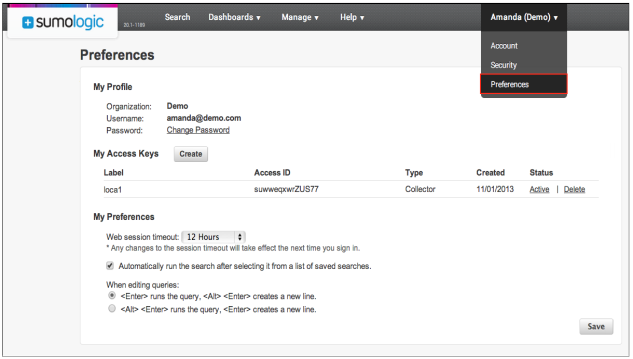 sumologic
20.1-1188
Search Dashboards ▾ Manage ▾ Help ▾ Amanda (Demo) ▾
Account
Security
Preferences
Preferences
My Profile
Organization: Demo
Username: amanda@demo.com
Password: Change Password
My Access Keys Create
Label Access ID Type Created Status
loca1 suwweqxwrZUS77 Collector 11/01/2013 Active | Delete
My Preferences
Web session timeout: 12 Hours
* Any changes to the session timeout will take effect the next time you sign in.
Automatically run the search after selecting it from a list of saved searches.
When editing queries:
<Enter> runs the query, <Alt> <Enter> creates a new line.
<Alt> <Enter> runs the query, <Enter> creates a new line.
Save